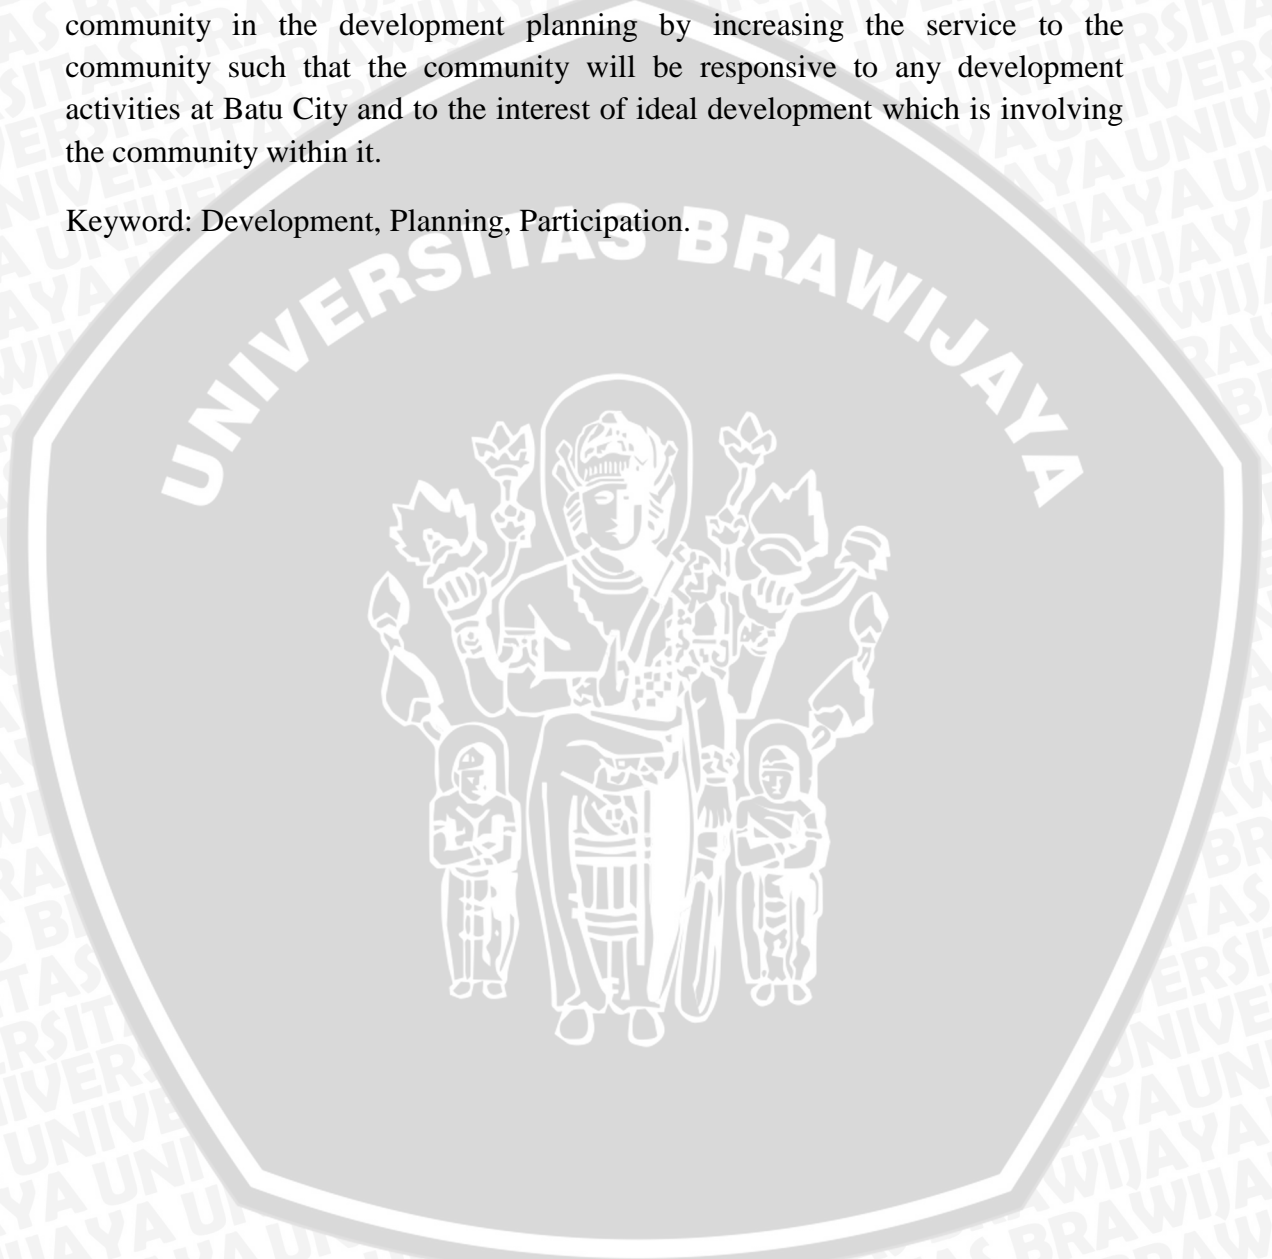 community in the development planning by increasing the service to the
community such that the community will be responsive to any development
activities at Batu City and to the interest of ideal development which is involving
the community within it.
Keyword: Development, Planning, Participation.
UNIVERSITAS BRAWIJAYA